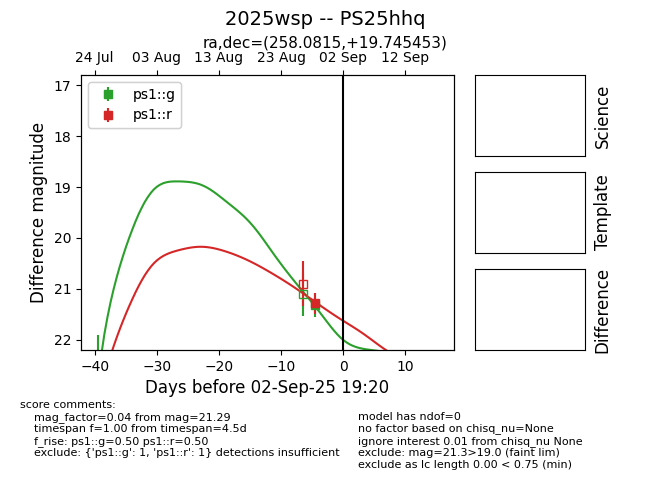 2025wsp -- PS25hhq
ra,dec=(258.0815,+19.745453)
24 Jul 03 Aug 13 Aug 23 Aug 02 Sep 12 Sep
ps1::g
ps1::r
17
18
19
20
21
22
Difference magnitude
−40 −30 −20 −10 0 10
Days before 02-Sep-25 19:20
Science
Template
Difference
score comments:
mag_factor=0.04 from mag=21.29
timespan f=1.00 from timespan=4.5d
f_rise: ps1::g=0.50 ps1::r=0.50
exclude: {'ps1::g': 1, 'ps1::r': 1} detections insufficient
model has ndof=0
no factor based on chisq_nu=None
ignore interest 0.01 from chisq_nu None
exclude: mag=21.3>19.0 (faint lim)
exclude as lc length 0.00 < 0.75 (min)